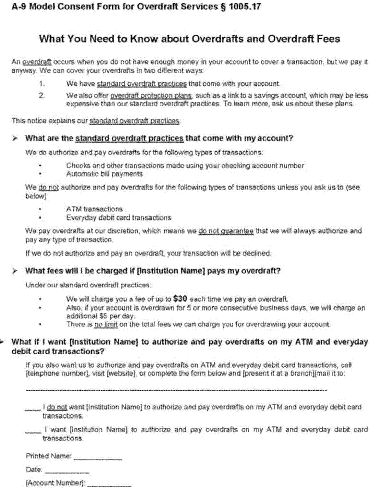 A-9 Model Consent Form for Overdraft Services § 1005.17
What You Need to Know about Overdrafts and Overdraft Fees
An overdraft occurs when you do not have enough money in your account to cover a transaction, but we pay it
anyway. We can cover your overdrafts in two different ways:
1. We have standard overdraft practices that come with your account.
2. We also offer overdraft protection plans, such as a link to a savings account, which may be less
expensive than our standard overdraft practices. To learn more, ask us about these plans.
This notice explains our standard overdraft practices.
➢ What are the standard overdraft practices that come with my account?
We do authorize and pay overdrafts for the following types of transactions:
• Checks and other transactions made using your checking account number
• Automatic bill payments
We do not authorize and pay overdrafts for the following types of transactions unless you ask us to (see
below)
• ATM transactions
• Everyday debit card transactions
We pay overdrafts at our discretion, which means we do not guarantee that we will always authorize and
pay any type of transaction.
If we do not authorize and pay an overdraft, your transaction will be declined.
➢ What fees will I be charged if [Institution Name] pays my overdraft?
Under our standard overdraft practices:
• We will charge you a fee of up to $30 each time we pay an overdraft.
• Also, if your account is overdrawn for 5 or more consecutive business days, we will charge an
additional $5 per day.
• There is no limit on the total fees we can charge you for overdrawing your account.
➢ What if I want [Institution Name] to authorize and pay overdrafts on my ATM and everyday
debit card transactions?
If you also want us to authorize and pay overdrafts on ATM and everyday debit card transactions, call
[telephone number], visit [website], or complete the form below and [present it at a branch][mail it to:
____ I do not want [Institution Name] to authorize and pay overdrafts on my ATM and everyday debit card
transactions.
____ I want [Institution Name] to authorize and pay overdrafts on my ATM and everyday debit card
transactions.
Printed Name: ____________
Date: ____________
[Account Number]: ____________